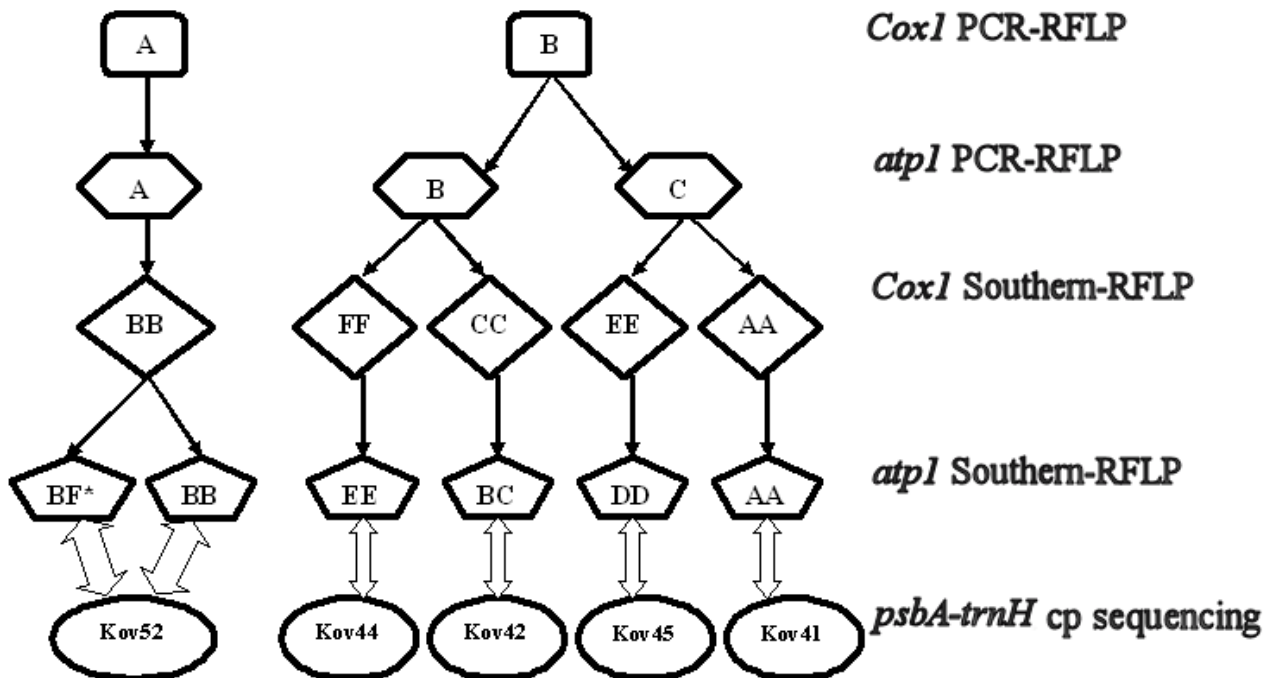 A B Cox1 PCR-RFLP
A B C atp1 PCR-RFLP
BB FF CC EE AA Cox1 Southern-RFLP
BF* BB EE BC DD AA atp1 Southern-RFLP
Kov52 Kov44 Kov42 Kov45 Kov41 psbA-trnH cp sequencing